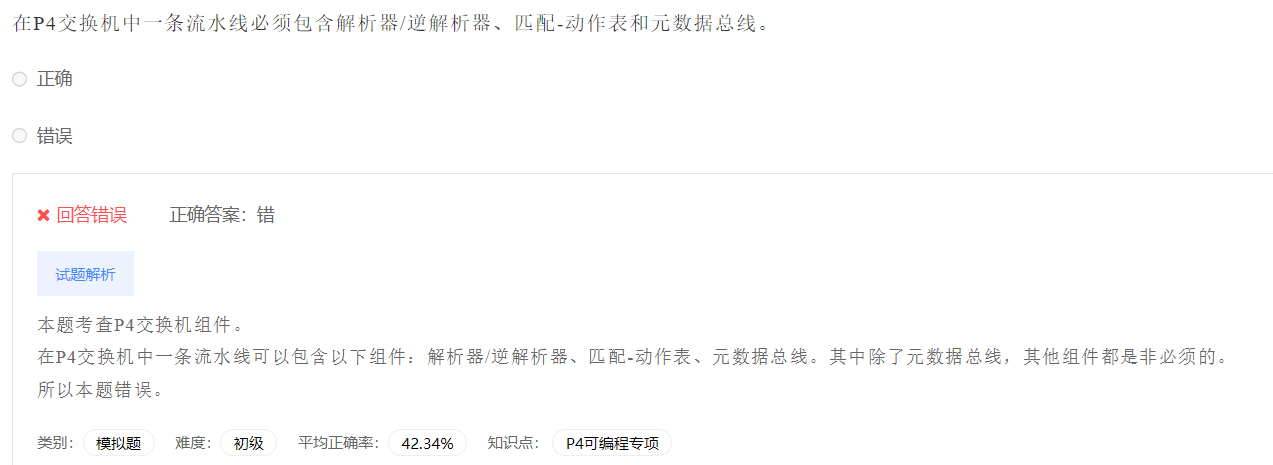 在P4交换机中一条流水线必须包含解析器/逆解析器、匹配-动作表和元数据总线。
正确
错误
回答错误 正确答案：错
试题解析
本题考查P4交换机组件。
在P4交换机中一条流水线可以包含以下组件：解析器/逆解析器、匹配-动作表、元数据总线。其中除了元数据总线，其他组件都是非必须的。
所以本题错误。
类别： 模拟题 难度： 初级 平均正确率： 42.34% 知识点： P4可编程专项